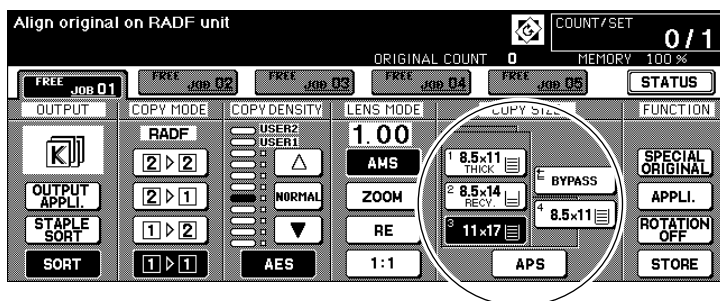 Align original on RADF unit
COUNT/SET
0/1
ORIGINAL COUNT 0 MEMORY 100 %
FREE JOB 01
FREE JOB 02
FREE JOB 03
FREE JOB 04
FREE JOB 05
STATUS
OUTPUT
COPY MODE
COPY DENSITY
LENS MODE
COPY SIZE
FUNCTION
K
OUTPUT
APPLI.
STAPLE
SORT
SORT
RADF
2 ▷ 2
2 ▷ 1
1 ▷ 2
1 ▷ 1
USER2
USER1
NORMAL
AES
1.00
AMS
ZOOM
RE
1:1
1 8.5x11
THICK
2 8.5x14
RECY.
3 11x17
BYPASS
4 8.5x11
APS
SPECIAL
ORIGINAL
APPLI.
ROTATION
OFF
STORE